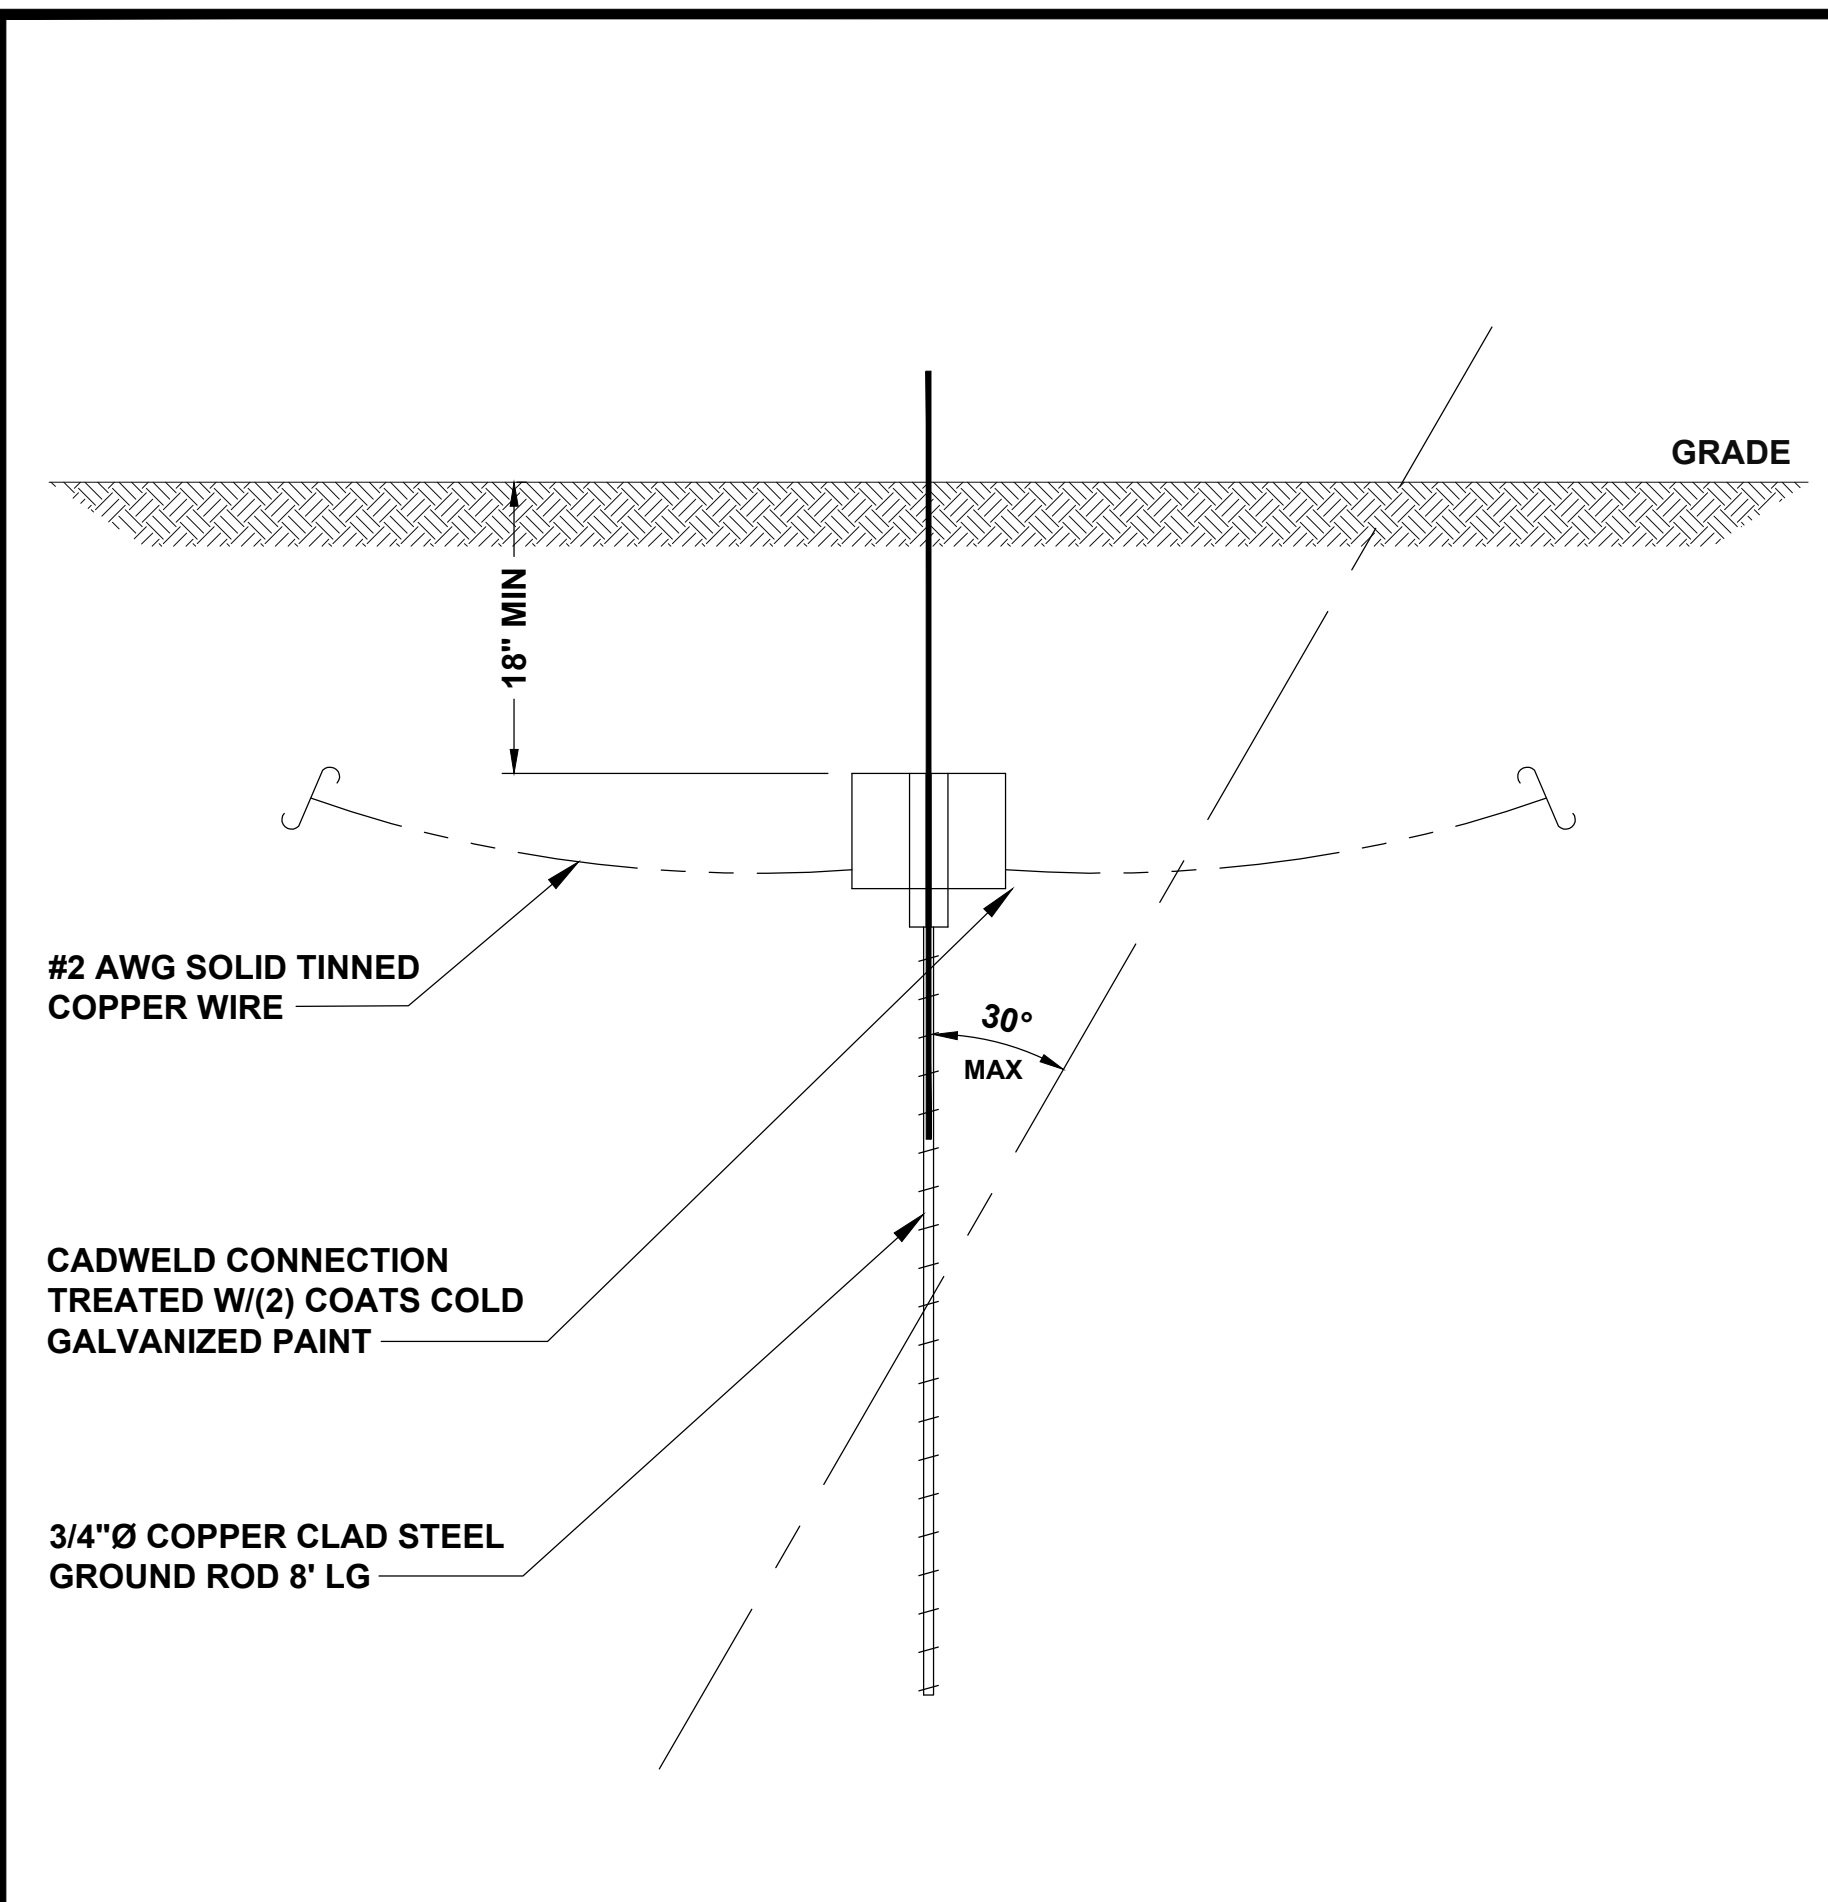 GRADE
18" MIN
#2 AWG SOLID TINNED
COPPER WIRE
30°
MAX
CADWELD CONNECTION
TREATED W/(2) COATS COLD
GALVANIZED PAINT
3/4"Ø COPPER CLAD STEEL
GROUND ROD 8' LG